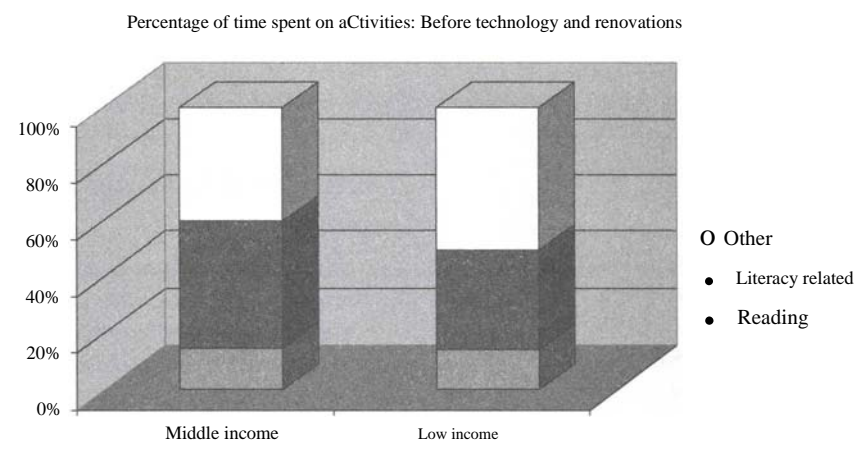 Percentage of time spent on aCtivities: Before technology and renovations
100%
80%
60%
40%
20%
0%
Middle income
Low income
O Other
● Literacy related
● Reading